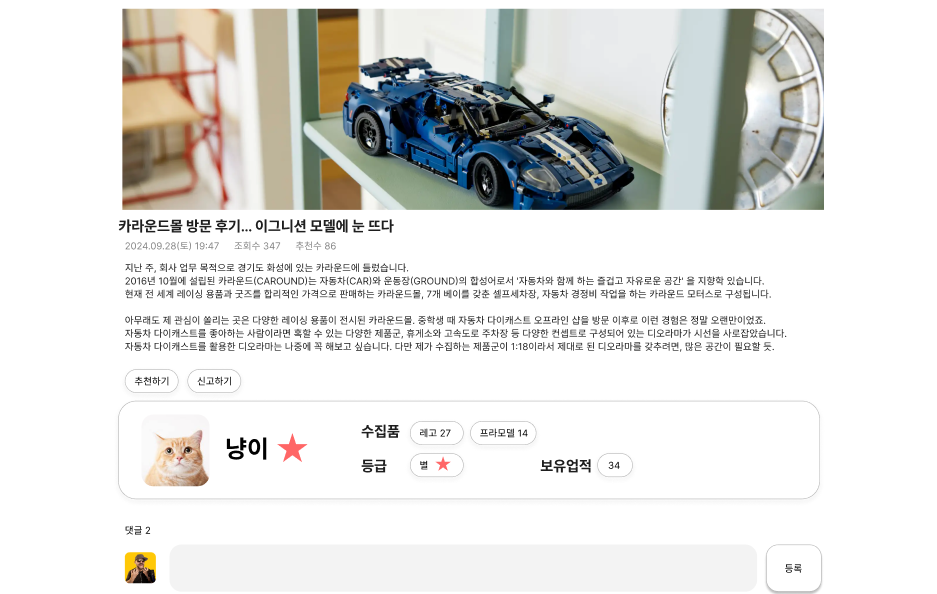 카라운드몰 방문 후기... 이그니션 모델에 눈 뜨다
2024.09.28(토) 19:47 조회수 347 추천수 86
지난 주, 회사 업무 목적으로 경기도 화성에 있는 카라운드에 들렀습니다.
2016년 10월에 설립된 카라운드(CAROUND)는 자동차(CAR)와 운동장(GROUND)의 합성어로서 '자동차와 함께 하는 즐겁고 자유로운 공간' 을 지향학 있습니다.
현재 전 세계 레이싱 용품과 굿즈를 합리적인 가격으로 판매하는 카라운드몰, 7개 베이를 갖춘 셀프세차장, 자동차 경정비 작업을 하는 카라운드 모터스로 구성됩니다.
아무래도 제 관심이 쏠리는 곳은 다양한 레이싱 용품이 전시된 카라운드몰. 중학생 때 자동차 다이캐스트 오프라인 샵을 방문 이후로 이런 경험은 정말 오랜만이었죠.
자동차 다이캐스트를 좋아하는 사람이라면 혹할 수 있는 다양한 제품군, 휴게소와 고속도로 주차장 등 다양한 컨셉트로 구성되어 있는 디오라마가 시선을 사로잡았습니다.
자동차 다이캐스트를 활용한 디오라마는 나중에 꼭 해보고 싶습니다. 다만 제가 수집하는 제품군이 1:18이라서 제대로 된 디오라마를 갖추려면, 많은 공간이 필요할 듯.
추천하기 신고하기
냥이
수집품 레고 27 프라모델 14
등급 별 보유업적 34
댓글 2
등록